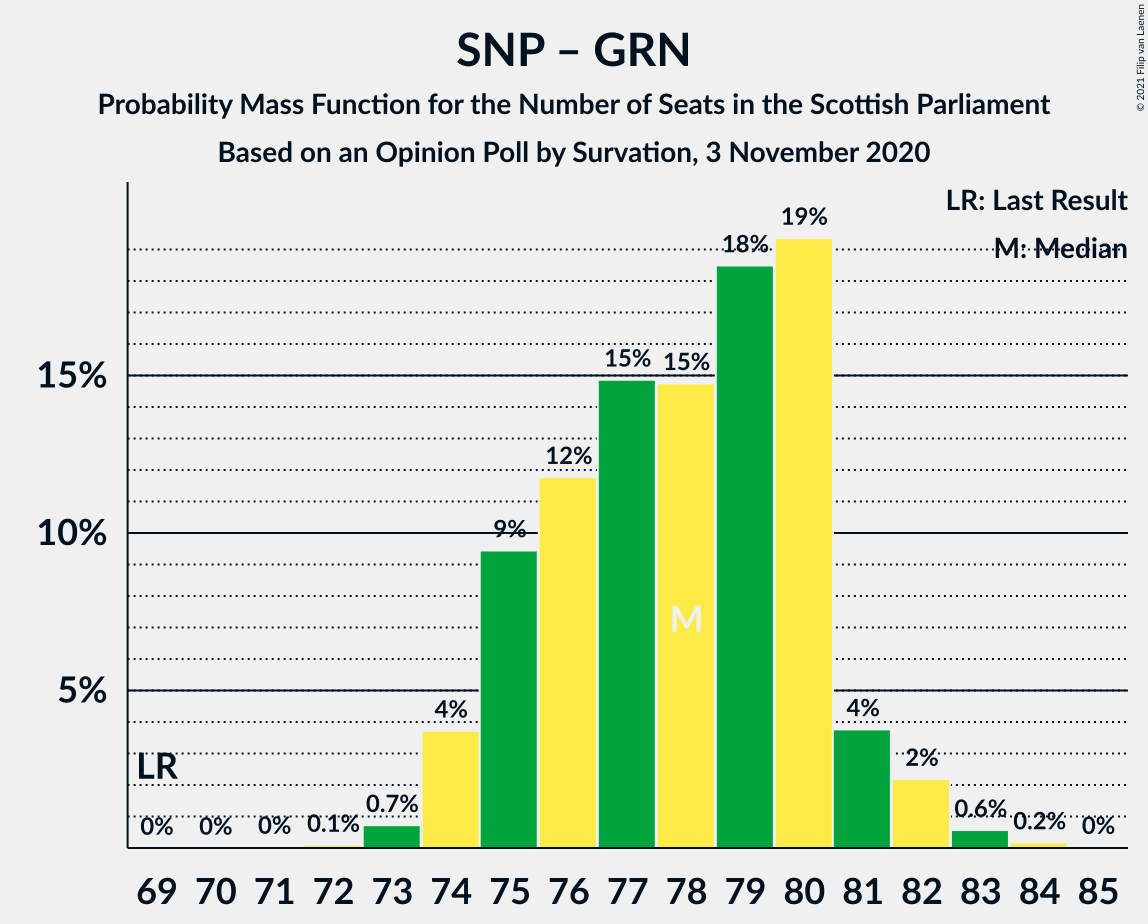 SNP – GRN
Probability Mass Function for the Number of Seats in the Scottish Parliament
Based on an Opinion Poll by Survation, 3 November 2020
© 2021 Filip van Laenen
LR: Last Result
M: Median
15%
10%
5%
LR
M
0%
0%
0%
0.1%
0.7%
4%
9%
12%
15%
15%
18%
19%
4%
2%
0.6%
0.2%
0%
69 70 71 72 73 74 75 76 77 78 79 80 81 82 83 84 85